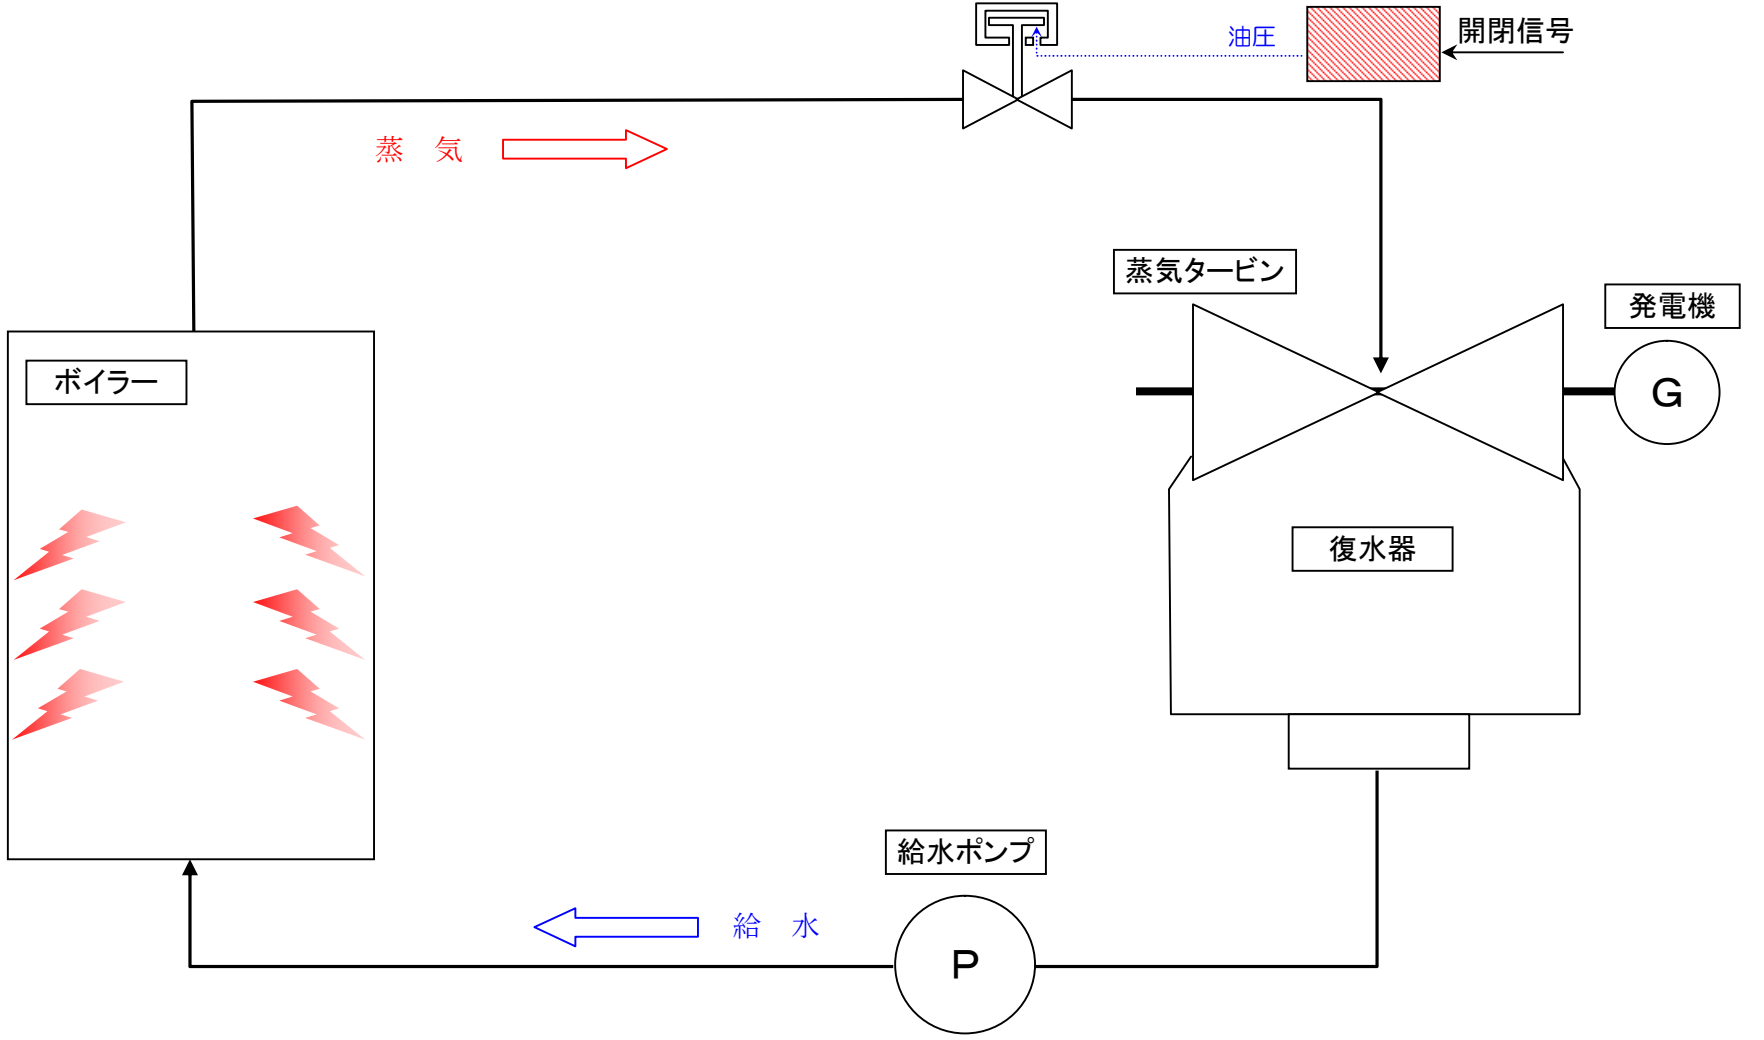 油圧
開閉信号
蒸　気
蒸気タービン
発電機
ボイラー
G
復水器
給水ポンプ
給　水
P